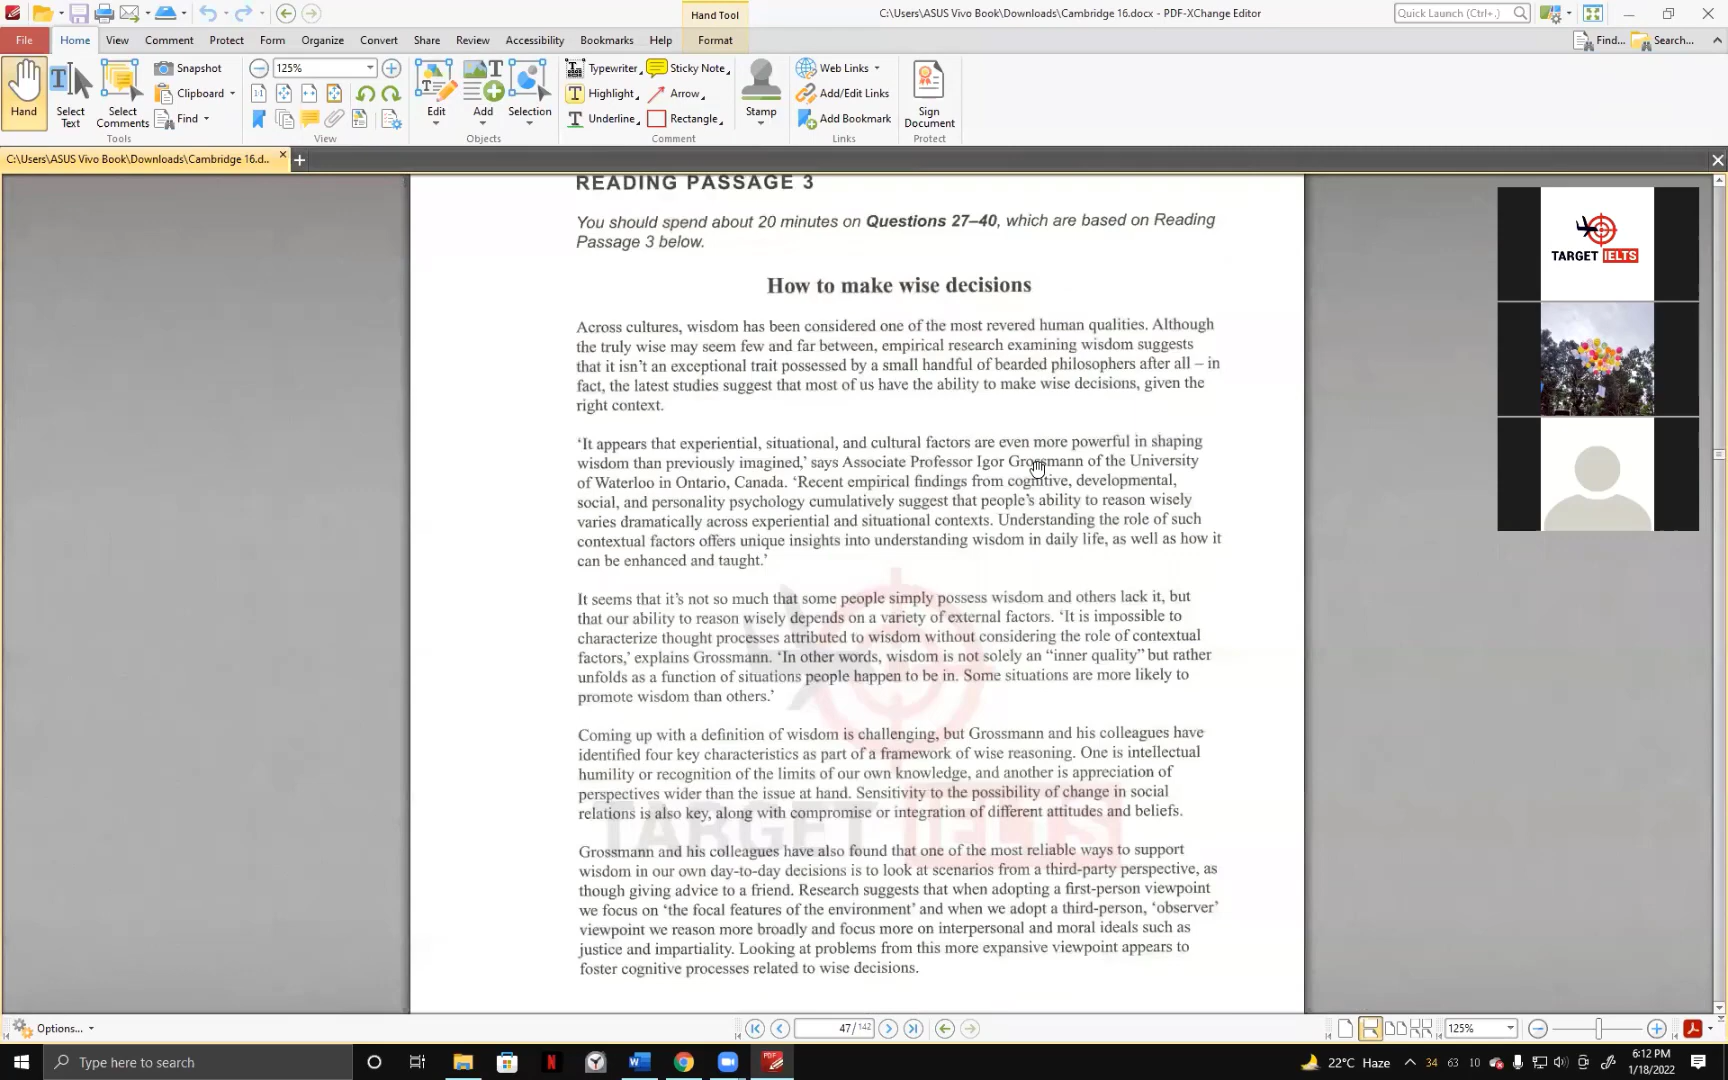 Hand Tool
C:\Users\ASUS Vivo Book\Downloads\Cambridge 16.docx - PDF-XChange Editor
Quick Launch (Ctrl+.)
File
Home
View
Comment
Protect
Form
Organize
Convert
Share
Review
Accessibility
Bookmarks
Help
Format
Find...
Search...
Hand
Select Text
Select Comments
Snapshot
Clipboard
Find
Tools
125%
View
Edit
Add
Selection
Objects
Typewriter
Sticky Note
Highlight
Arrow
Underline
Rectangle
Stamp
Comment
Web Links
Add/Edit Links
Add Bookmark
Links
Sign Document
Protect
C:\Users\ASUS Vivo Book\Downloads\Cambridge 16.d..
READING PASSAGE 3
You should spend about 20 minutes on Questions 27–40, which are based on Reading
Passage 3 below.
How to make wise decisions
Across cultures, wisdom has been considered one of the most revered human qualities. Although
the truly wise may seem few and far between, empirical research examining wisdom suggests
that it isn't an exceptional trait possessed by a small handful of bearded philosophers after all – in
fact, the latest studies suggest that most of us have the ability to make wise decisions, given the
right context.
'It appears that experiential, situational, and cultural factors are even more powerful in shaping
wisdom than previously imagined,' says Associate Professor Igor Grossmann of the University
of Waterloo in Ontario, Canada. 'Recent empirical findings from cognitive, developmental,
social, and personality psychology cumulatively suggest that people's ability to reason wisely
varies dramatically across experiential and situational contexts. Understanding the role of such
contextual factors offers unique insights into understanding wisdom in daily life, as well as how it
can be enhanced and taught.'
It seems that it's not so much that some people simply possess wisdom and others lack it, but
that our ability to reason wisely depends on a variety of external factors. 'It is impossible to
characterize thought processes attributed to wisdom without considering the role of contextual
factors,' explains Grossmann. 'In other words, wisdom is not solely an “inner quality” but rather
unfolds as a function of situations people happen to be in. Some situations are more likely to
promote wisdom than others.'
Coming up with a definition of wisdom is challenging, but Grossmann and his colleagues have
identified four key characteristics as part of a framework of wise reasoning. One is intellectual
humility or recognition of the limits of our own knowledge, and another is appreciation of
perspectives wider than the issue at hand. Sensitivity to the possibility of change in social
relations is also key, along with compromise or integration of different attitudes and beliefs.
Grossmann and his colleagues have also found that one of the most reliable ways to support
wisdom in our own day-to-day decisions is to look at scenarios from a third-party perspective, as
though giving advice to a friend. Research suggests that when adopting a first-person viewpoint
we focus on 'the focal features of the environment' and when we adopt a third-person, 'observer'
viewpoint we reason more broadly and focus more on interpersonal and moral ideals such as
justice and impartiality. Looking at problems from this more expansive viewpoint appears to
foster cognitive processes related to wise decisions.
TARGET IELTS
TARGET IELTS
Options...
47 / 142
125%
Type here to search
22°C Haze
34 63 10
6:12 PM
1/18/2022